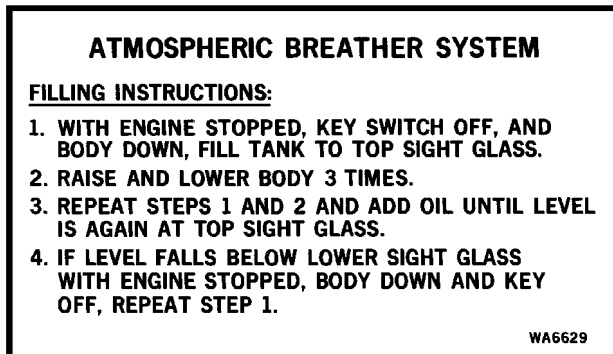 ATMOSPHERIC BREATHER SYSTEM
FILLING INSTRUCTIONS:
1. WITH ENGINE STOPPED, KEY SWITCH OFF, AND
BODY DOWN, FILL TANK TO TOP SIGHT GLASS.
2. RAISE AND LOWER BODY 3 TIMES.
3. REPEAT STEPS 1 AND 2 AND ADD OIL UNTIL LEVEL
IS AGAIN AT TOP SIGHT GLASS.
4. IF LEVEL FALLS BELOW LOWER SIGHT GLASS
WITH ENGINE STOPPED, BODY DOWN AND KEY
OFF, REPEAT STEP 1.
WA6629